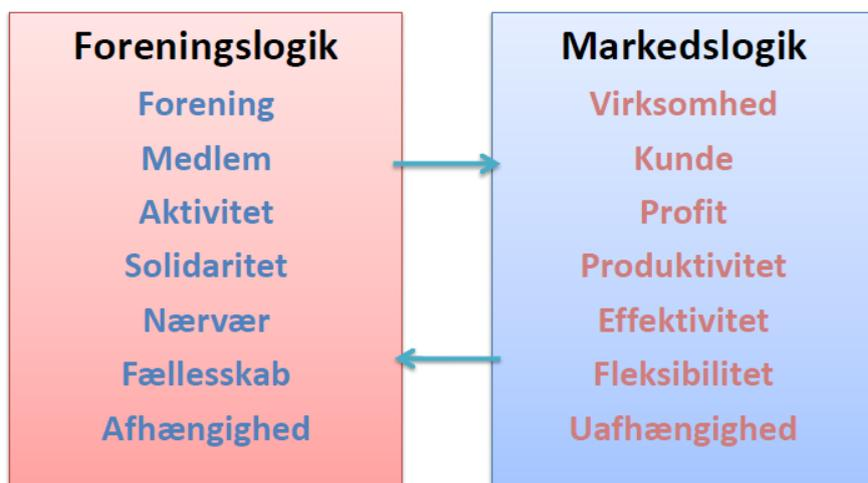 Foreningslogik
Forening
Medlem
Aktivitet
Solidaritet
Nærvær
Fællesskab
Afhængighed
Markedslogik
Virksomhed
Kunde
Profit
Produktivitet
Effektivitet
Fleksibilitet
Uafhængighed